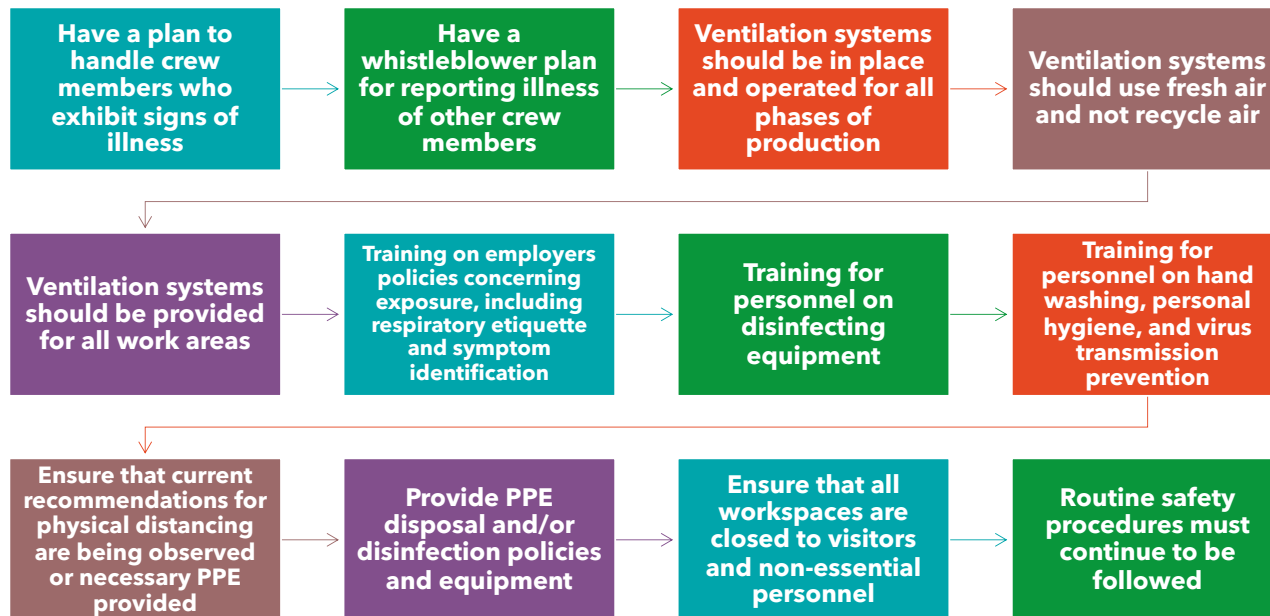 Have a plan to
handle crew
members who
exhibit signs of
illness
Have a
whistleblower plan
for reporting illness
of other crew
members
Ventilation systems
should be in place
and operated for all
phases of
production
Ventilation systems
should use fresh air
and not recycle air
Ventilation systems
should be provided
for all work areas
Training on employers
policies concerning
exposure, including
respiratory etiquette
and symptom
identification
Training for
personnel on
disinfecting
equipment
Training for
personnel on hand
washing, personal
hygiene, and virus
transmission
prevention
Ensure that current
recommendations for
physical distancing
are being observed
or necessary PPE
provided
Provide PPE
disposal and/or
disinfection policies
and equipment
Ensure that all
workspaces are
closed to visitors
and non-essential
personnel
Routine safety
procedures must
continue to be
followed